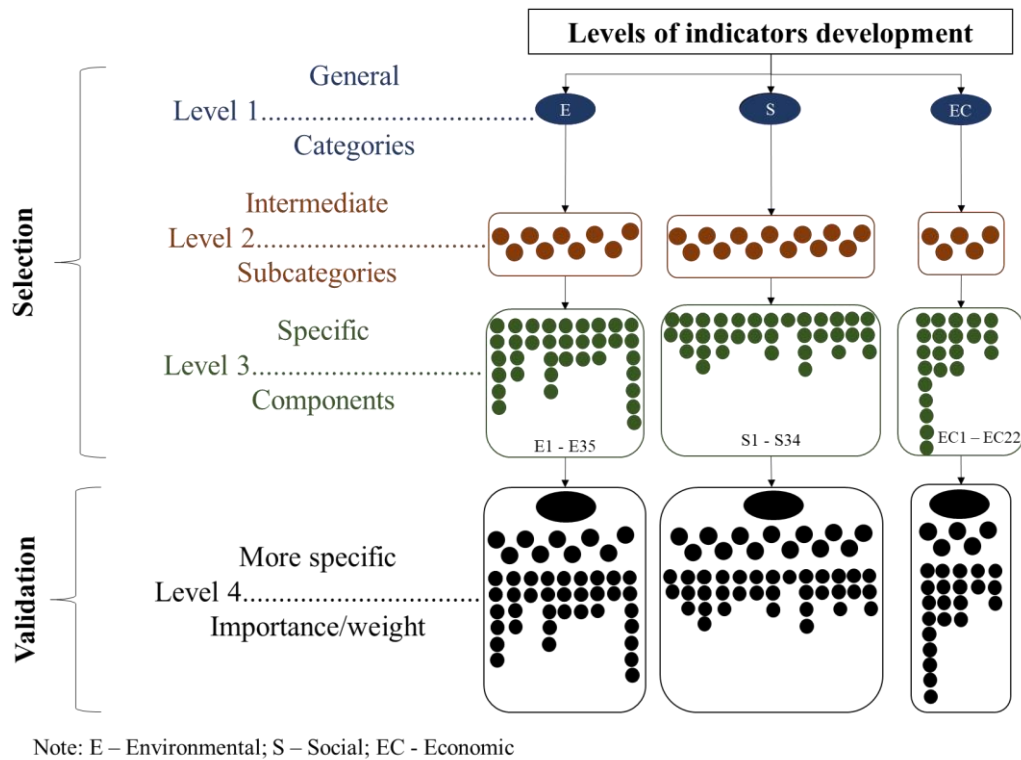 Levels of indicators development
General
Level 1
Categories
E
S
EC
Selection
Intermediate
Level 2
Subcategories
Specific
Level 3
Components
E1 - E35
S1 - S34
EC1 – EC22
Validation
More specific
Level 4
Importance/weight
Note: E – Environmental; S – Social; EC - Economic